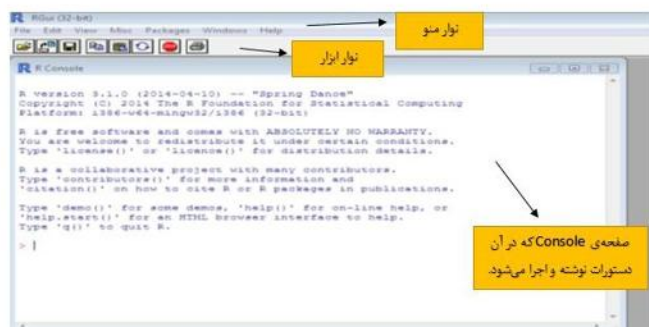 RGui (32-bit)
File Edit View Misc Packages Windows Help
نوار منو
نوار ابزار
R Console
R version 3.1.0 (2014-04-10) -- "Spring Dance"
Copyright (C) 2014 The R Foundation for Statistical Computing
Platform: i386-w64-mingw32/i386 (32-bit)
R is free software and comes with ABSOLUTELY NO WARRANTY.
You are welcome to redistribute it under certain conditions.
Type 'license()' or 'licence()' for distribution details.
R is a collaborative project with many contributors.
Type 'contributors()' for more information and
'citation()' on how to cite R or R packages in publications.
Type 'demo()' for some demos, 'help()' for on-line help, or
'help.start()' for an HTML browser interface to help.
Type 'q()' to quit R.
>
صفحه‌ی Console که در آن
دستورات نوشته و اجرا می‌شود.